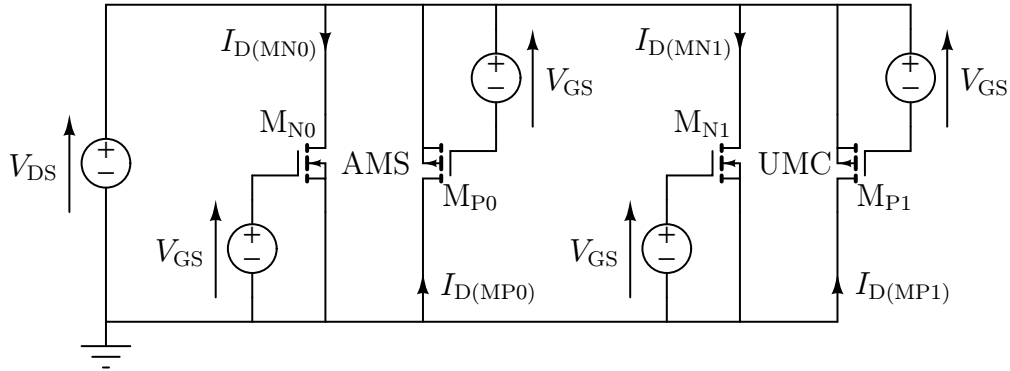 I_D(MN0)
I_D(MN1)
+
−
V_GS
+
−
V_GS
M_N0
M_N1
V_DS
+
−
AMS
UMC
M_P0
M_P1
V_GS
+
−
V_GS
+
−
I_D(MP0)
I_D(MP1)